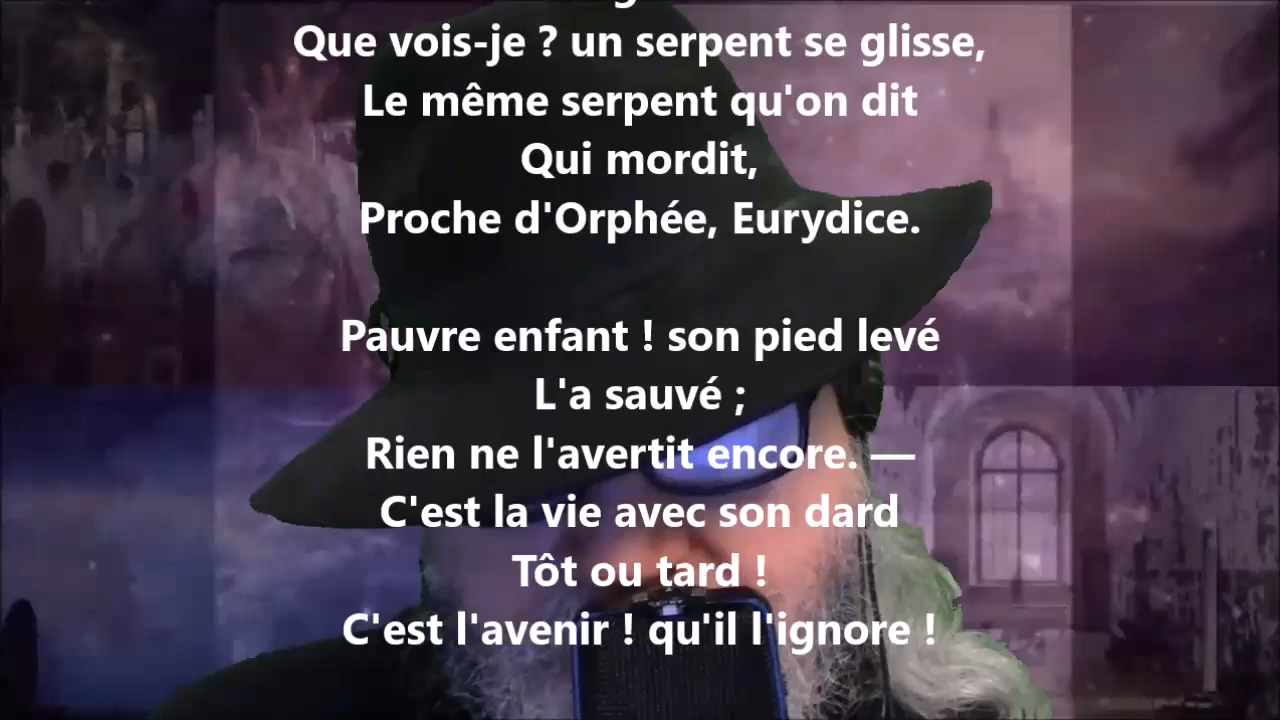 Que vois-je ? un serpent se glisse,
Le même serpent qu'on dit
Qui mordit,
Proche d'Orphée, Eurydice.
Pauvre enfant ! son pied levé
L'a sauvé ;
Rien ne l'avertit encore. —
C'est la vie avec son dard
Tôt ou tard !
C'est l'avenir ! qu'il l'ignore !